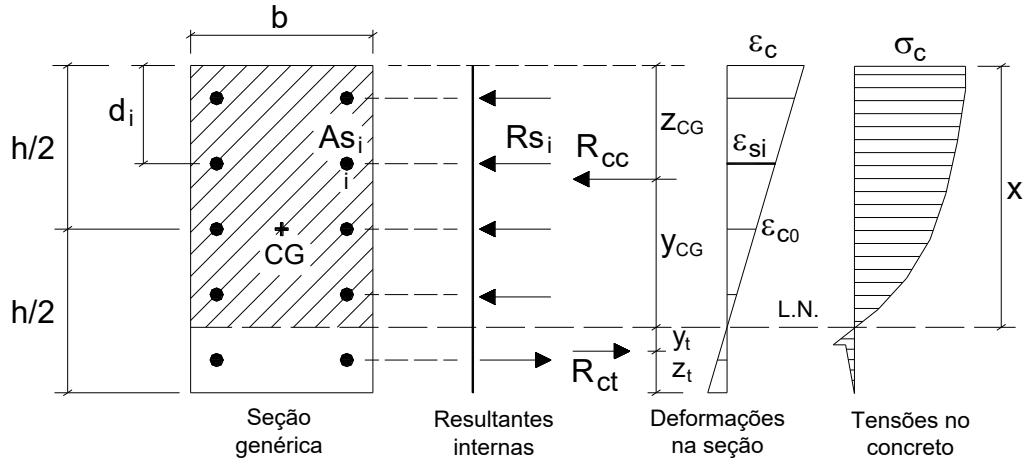 b
εc
σc
di
zCG
h/2
Asi
Rsi
Rcc
εsi
i
x
CG
yCG
εc0
h/2
L.N.
yt
Rct
zt
Seção
genérica
Resultantes
internas
Deformações
na seção
Tensões no
concreto